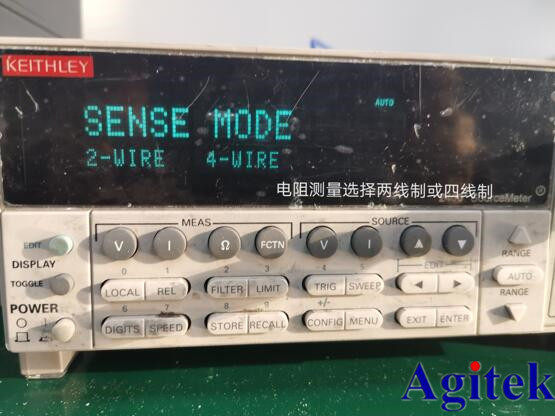 KEITHLEY
AUTO
SENSE MODE
2-WIRE 4-WIRE
电阻测量选择两线制或四线制
MEAS SOURCE
EDIT
V I Ω FCTN V I ▲ ▼
RANGE
DISPLAY
0 1 2 3 4 5 EDIT
TOGGLE
LOCAL REL FILTER LIMIT TRIG SWEEP ◀ ▶ AUTO
POWER
6 7 8 9 +/- RANGE
DIGITS SPEED STORE RECALL CONFIG MENU EXIT ENTER
Agitek